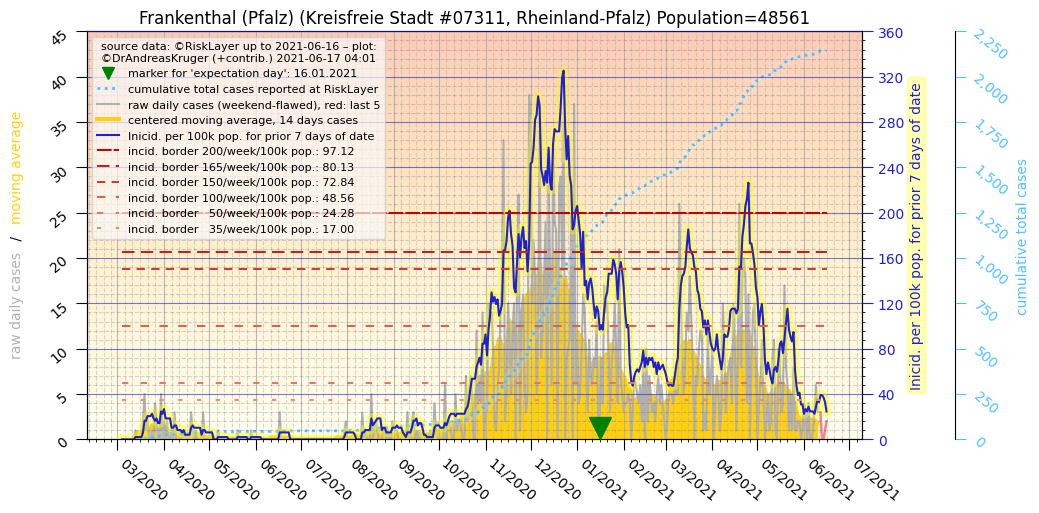 Frankenthal (Pfalz) (Kreisfreie Stadt #07311, Rheinland-Pfalz) Population=48561
source data: ©RiskLayer up to 2021-06-16 – plot:
©DrAndreasKruger (+contrib.) 2021-06-17 04:01
marker for 'expectation day': 16.01.2021
cumulative total cases reported at RiskLayer
raw daily cases (weekend-flawed), red: last 5
centered moving average, 14 days cases
Inicid. per 100k pop. for prior 7 days of date
incid. border 200/week/100k pop.: 97.12
incid. border 165/week/100k pop.: 80.13
incid. border 150/week/100k pop.: 72.84
incid. border 100/week/100k pop.: 48.56
incid. border   50/week/100k pop.: 24.28
incid. border   35/week/100k pop.: 17.00
raw daily cases  /  moving average
45
40
35
30
25
20
15
10
5
0
03/2020
04/2020
05/2020
06/2020
07/2020
08/2020
09/2020
10/2020
11/2020
12/2020
01/2021
02/2021
03/2021
04/2021
05/2021
06/2021
07/2021
360
320
280
240
200
160
120
80
40
0
Inicid. per 100k pop. for prior 7 days of date
2,250
2,000
1,750
1,500
1,250
1,000
750
500
250
0
cumulative total cases